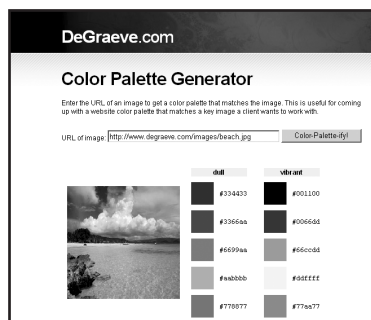 DeGraeve.com
Color Palette Generator
Enter the URL of an image to get a color palette that matches the image. This is useful for coming
up with a website color palette that matches a key image a client wants to work with.
URL of image: http://www.degraeve.com/images/beach.jpg Color-Palette-ify!
dull vibrant
#334433 #001100
#3366aa #0066dd
#6699aa #66ccdd
#aabbbb #ddffff
#778877 #77aa77